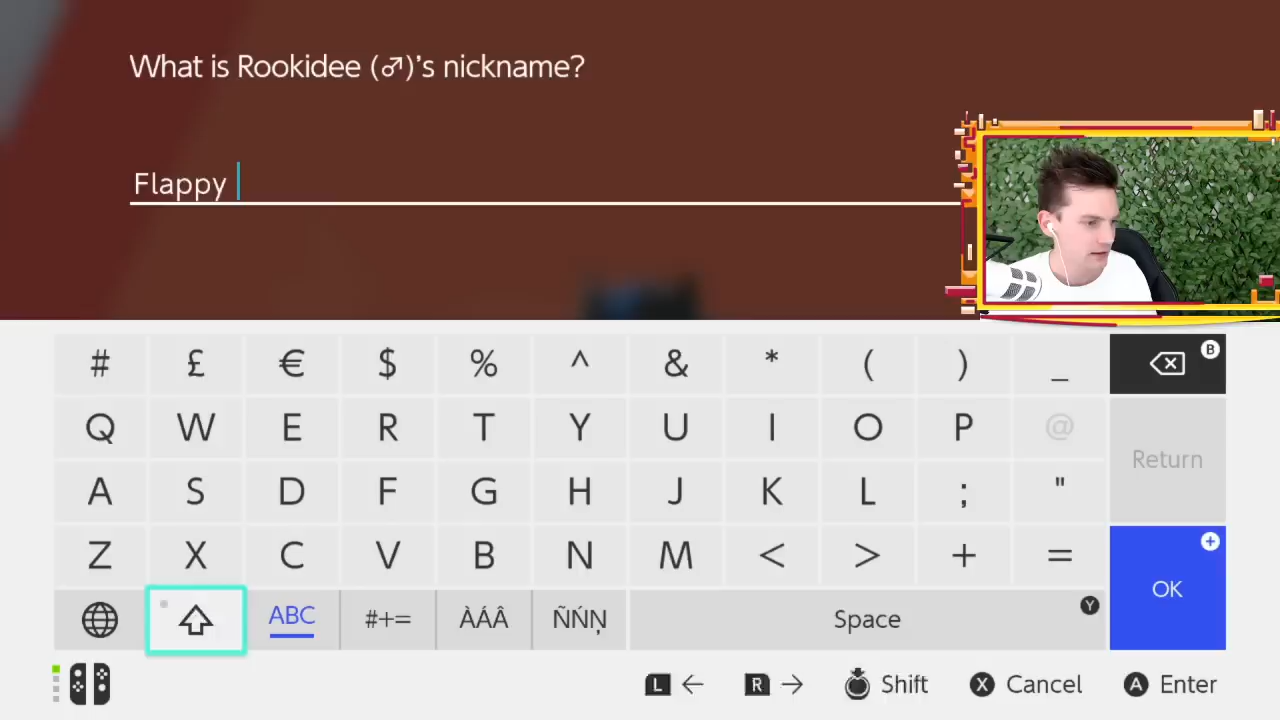 What is Rookidee (♂)'s nickname?
Flappy
# £ € $ % ^ & * ( ) _ B
Q W E R T Y U I O P @ Return
A S D F G H J K L ; "
Z X C V B N M < > + = + OK
ABC #+= ÀÁÂ ÑŃŅ Space Y
L ← R → Shift X Cancel A Enter